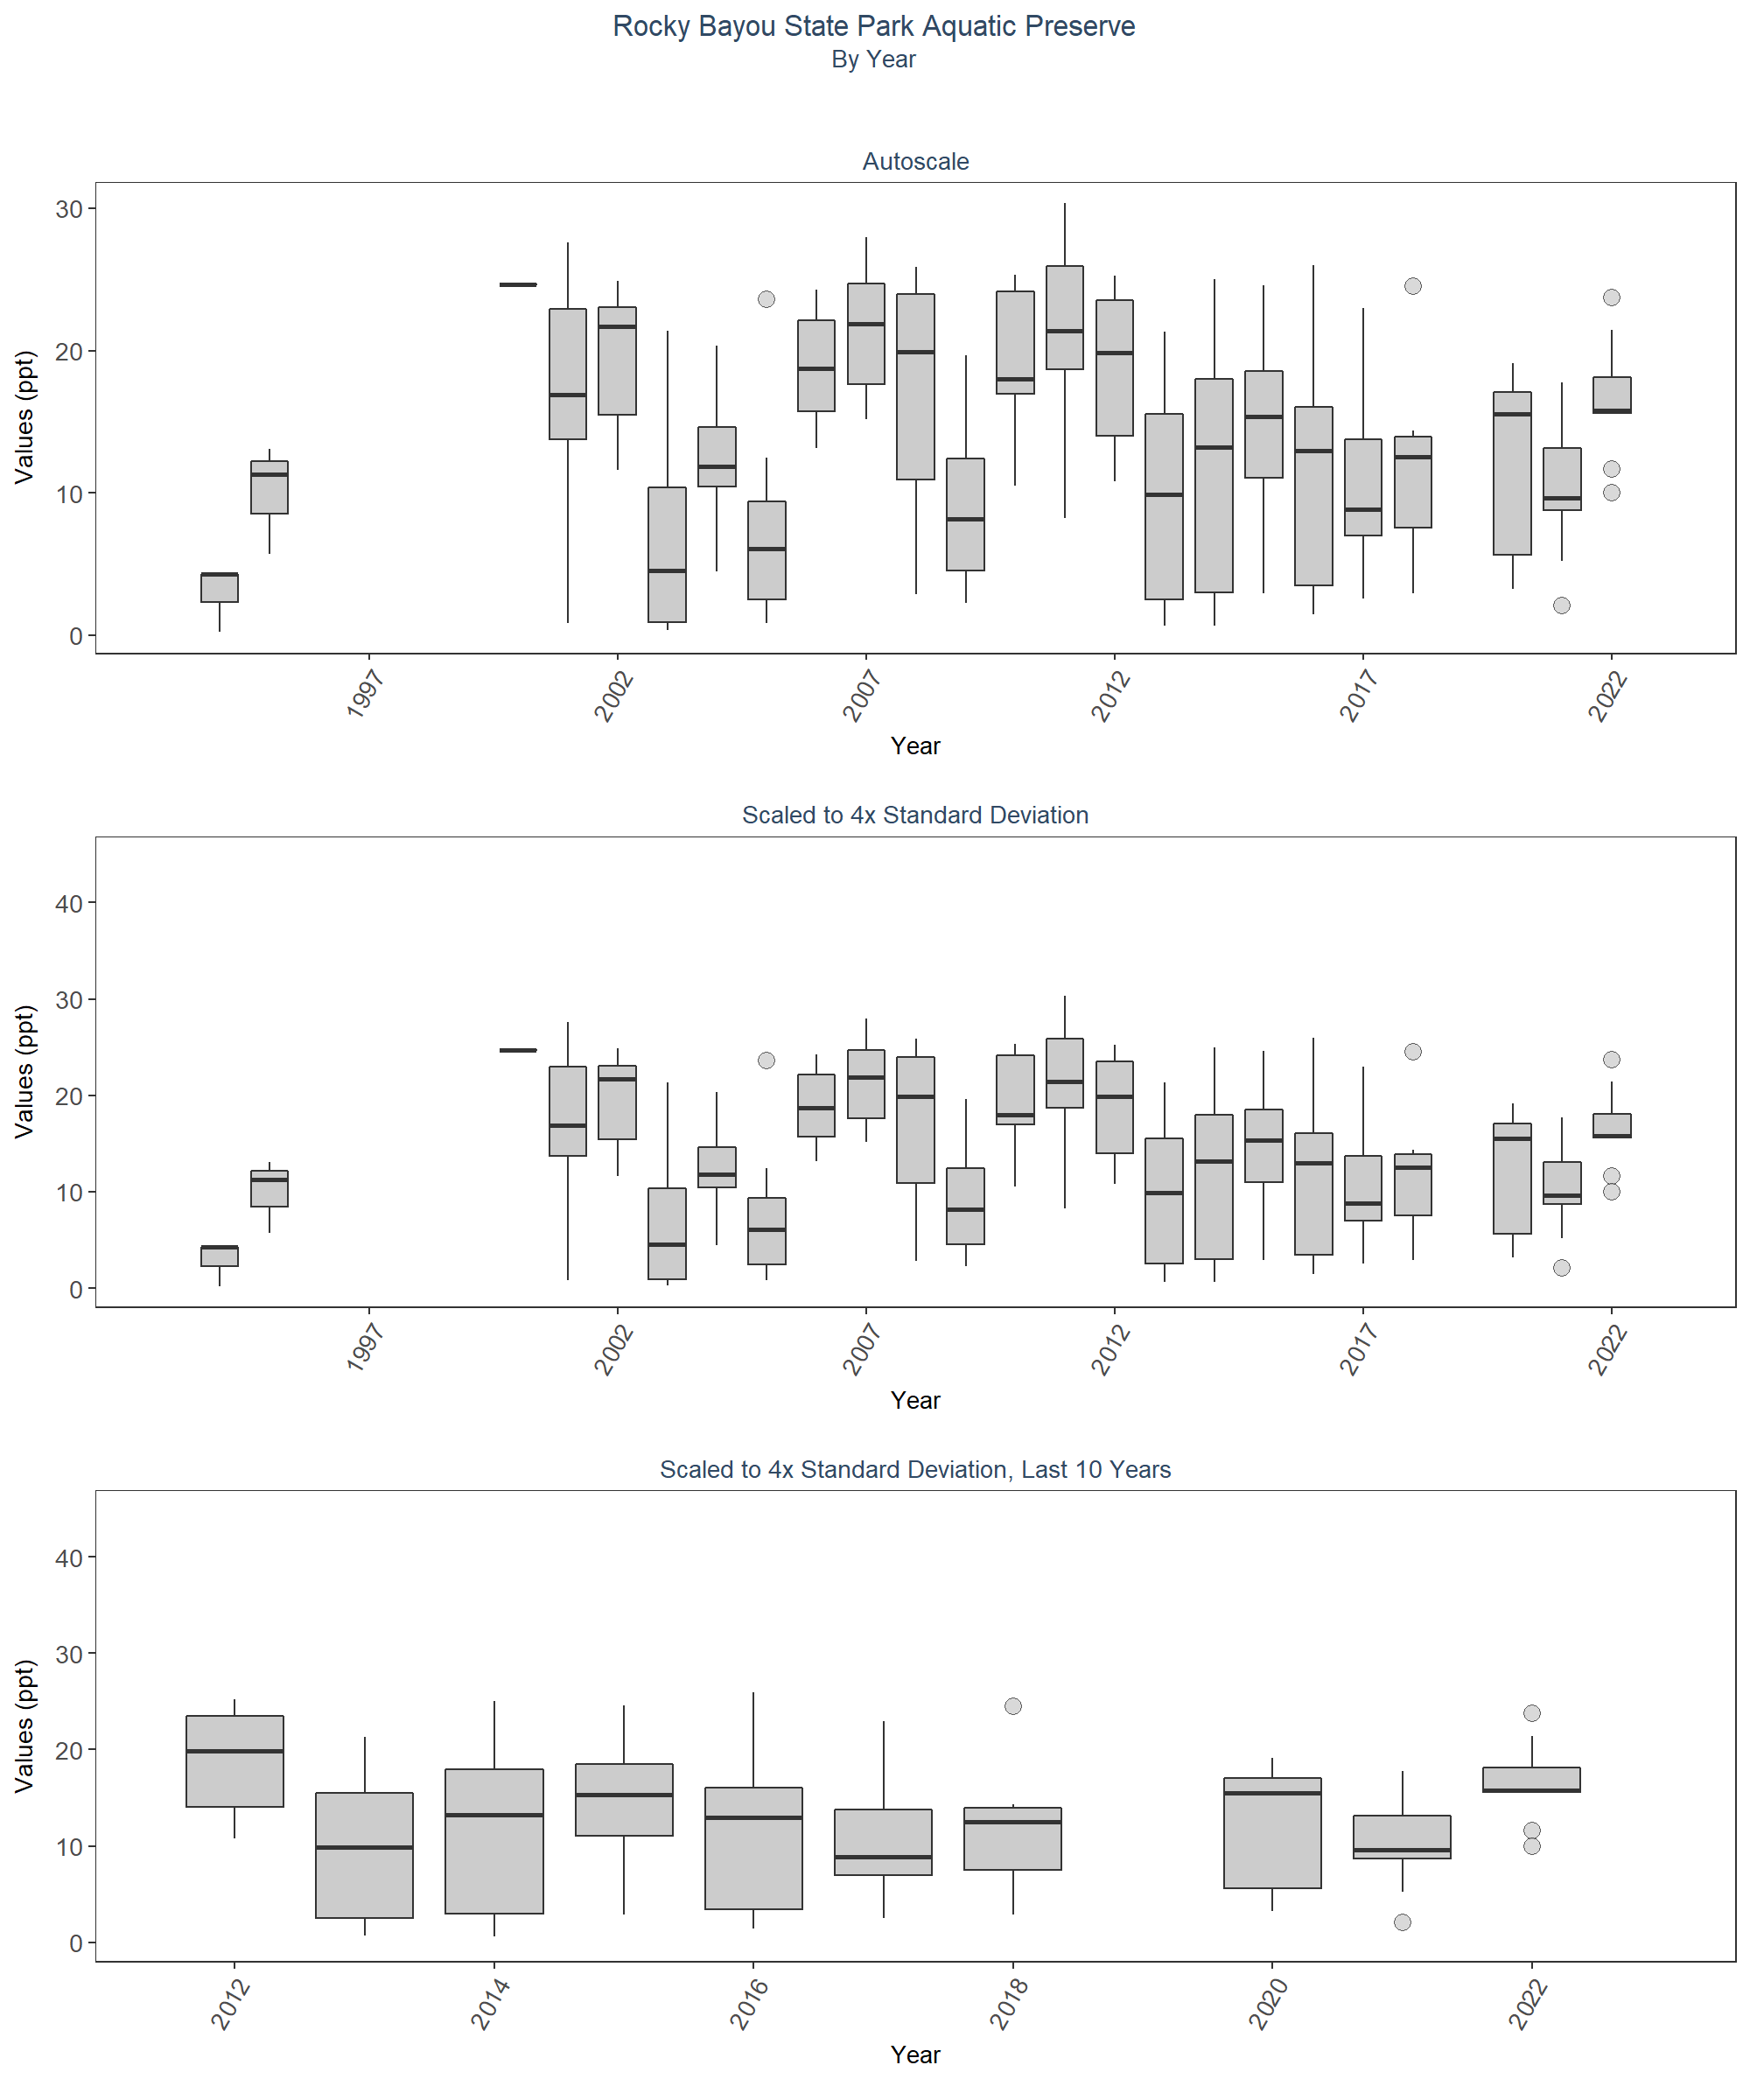 Rocky Bayou State Park Aquatic Preserve
By Year
Autoscale
30
20
10
0
Values (ppt)
1997 2002 2007 2012 2017 2022
Year
Scaled to 4x Standard Deviation
40
30
20
10
0
Values (ppt)
1997 2002 2007 2012 2017 2022
Year
Scaled to 4x Standard Deviation, Last 10 Years
40
30
20
10
0
Values (ppt)
2012 2014 2016 2018 2020 2022
Year